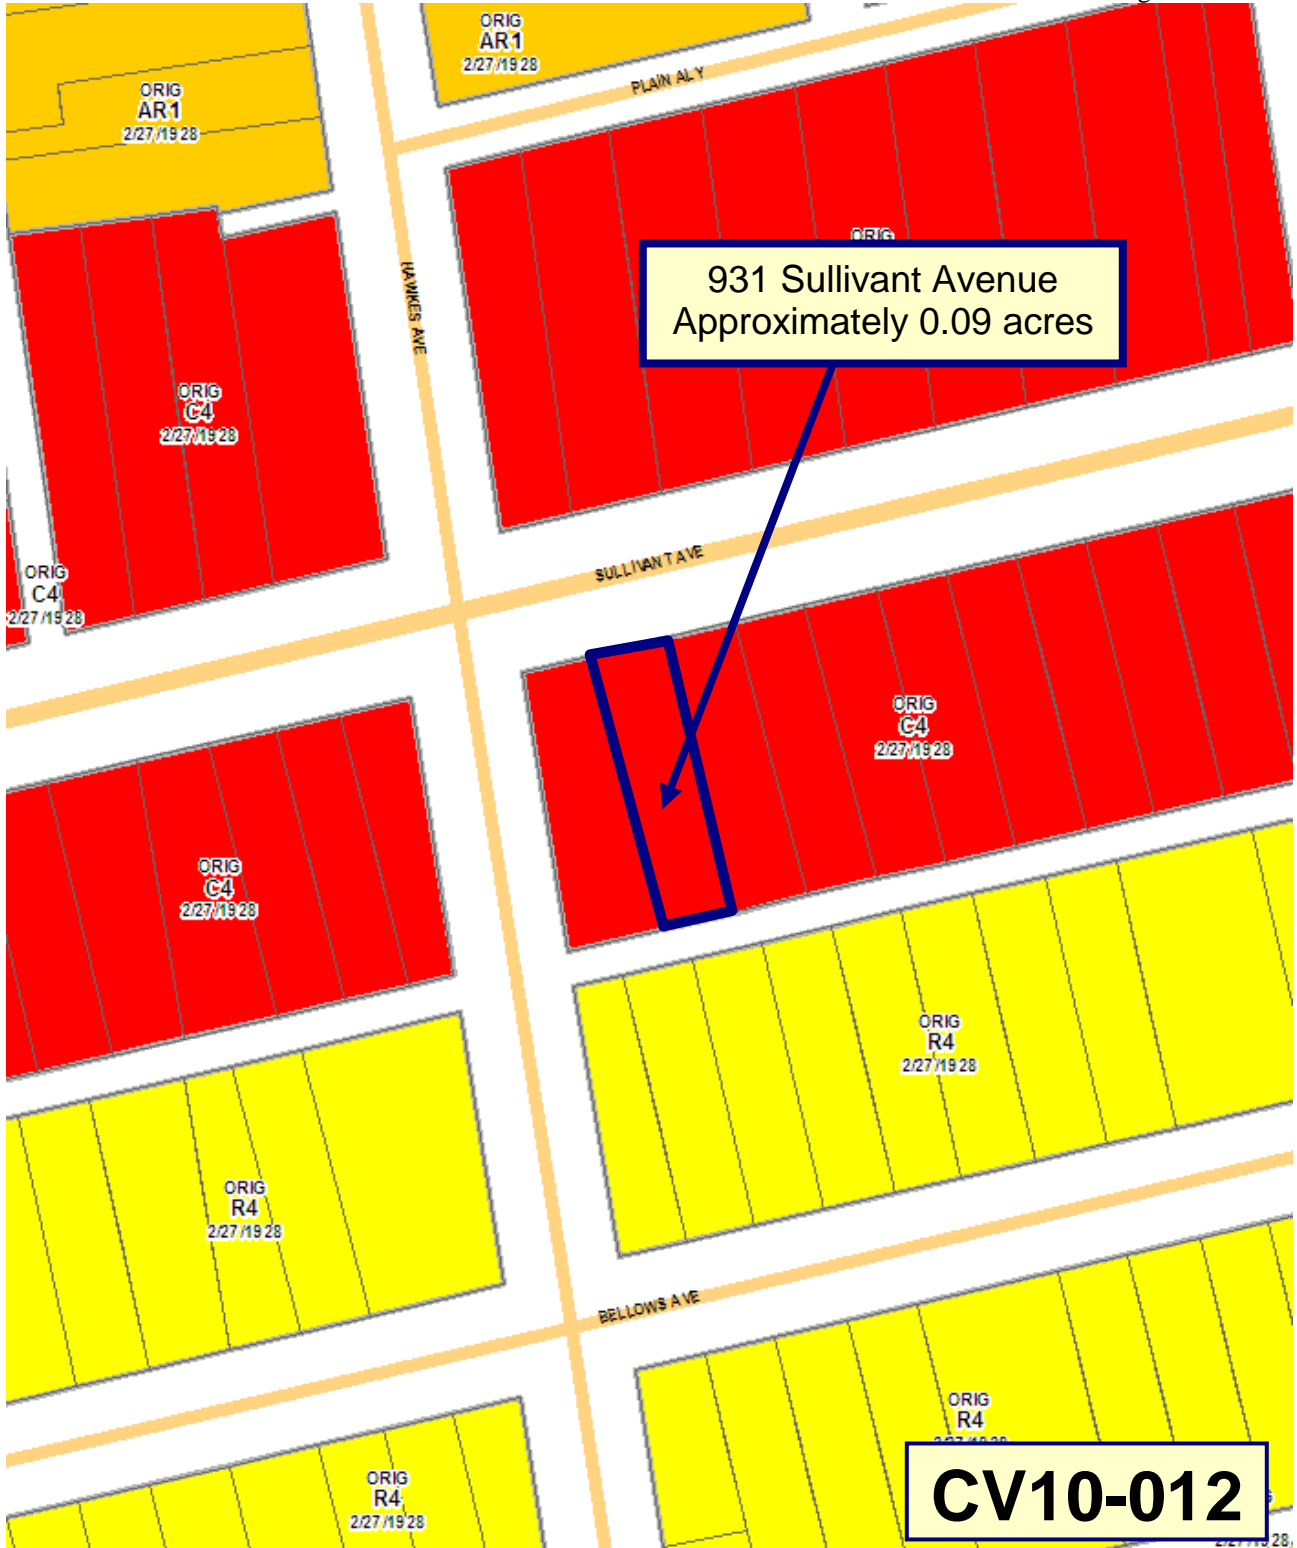 ORIG
AR1
2/27/1928
PLAIN ALY
ORIG
AR1
2/27/1928
ORIG
931 Sullivant Avenue
Approximately 0.09 acres
HAWKES AVE
ORIG
C4
2/27/1928
SULLIVANT AVE
ORIG
C4
2/27/1928
ORIG
C4
2/27/1928
ORIG
C4
2/27/1928
ORIG
R4
2/27/1928
ORIG
R4
2/27/1928
BELLOWS AVE
ORIG
R4
ORIG
R4
2/27/1928
CV10-012